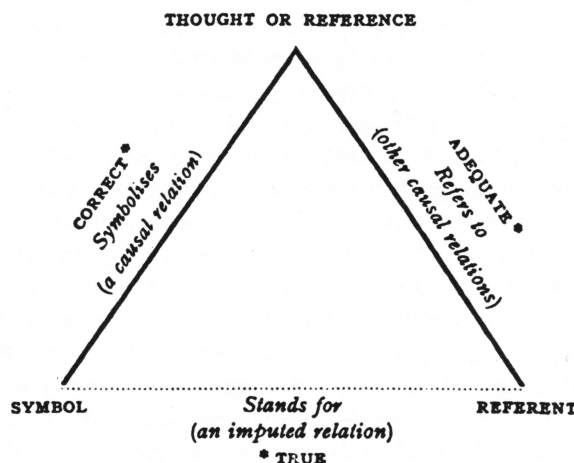 THOUGHT OR REFERENCE
CORRECT*
Symbolises
(a causal relation)
ADEQUATE*
Refers to
(other causal relations)
SYMBOL
Stands for
(an imputed relation)
* TRUE
REFERENT